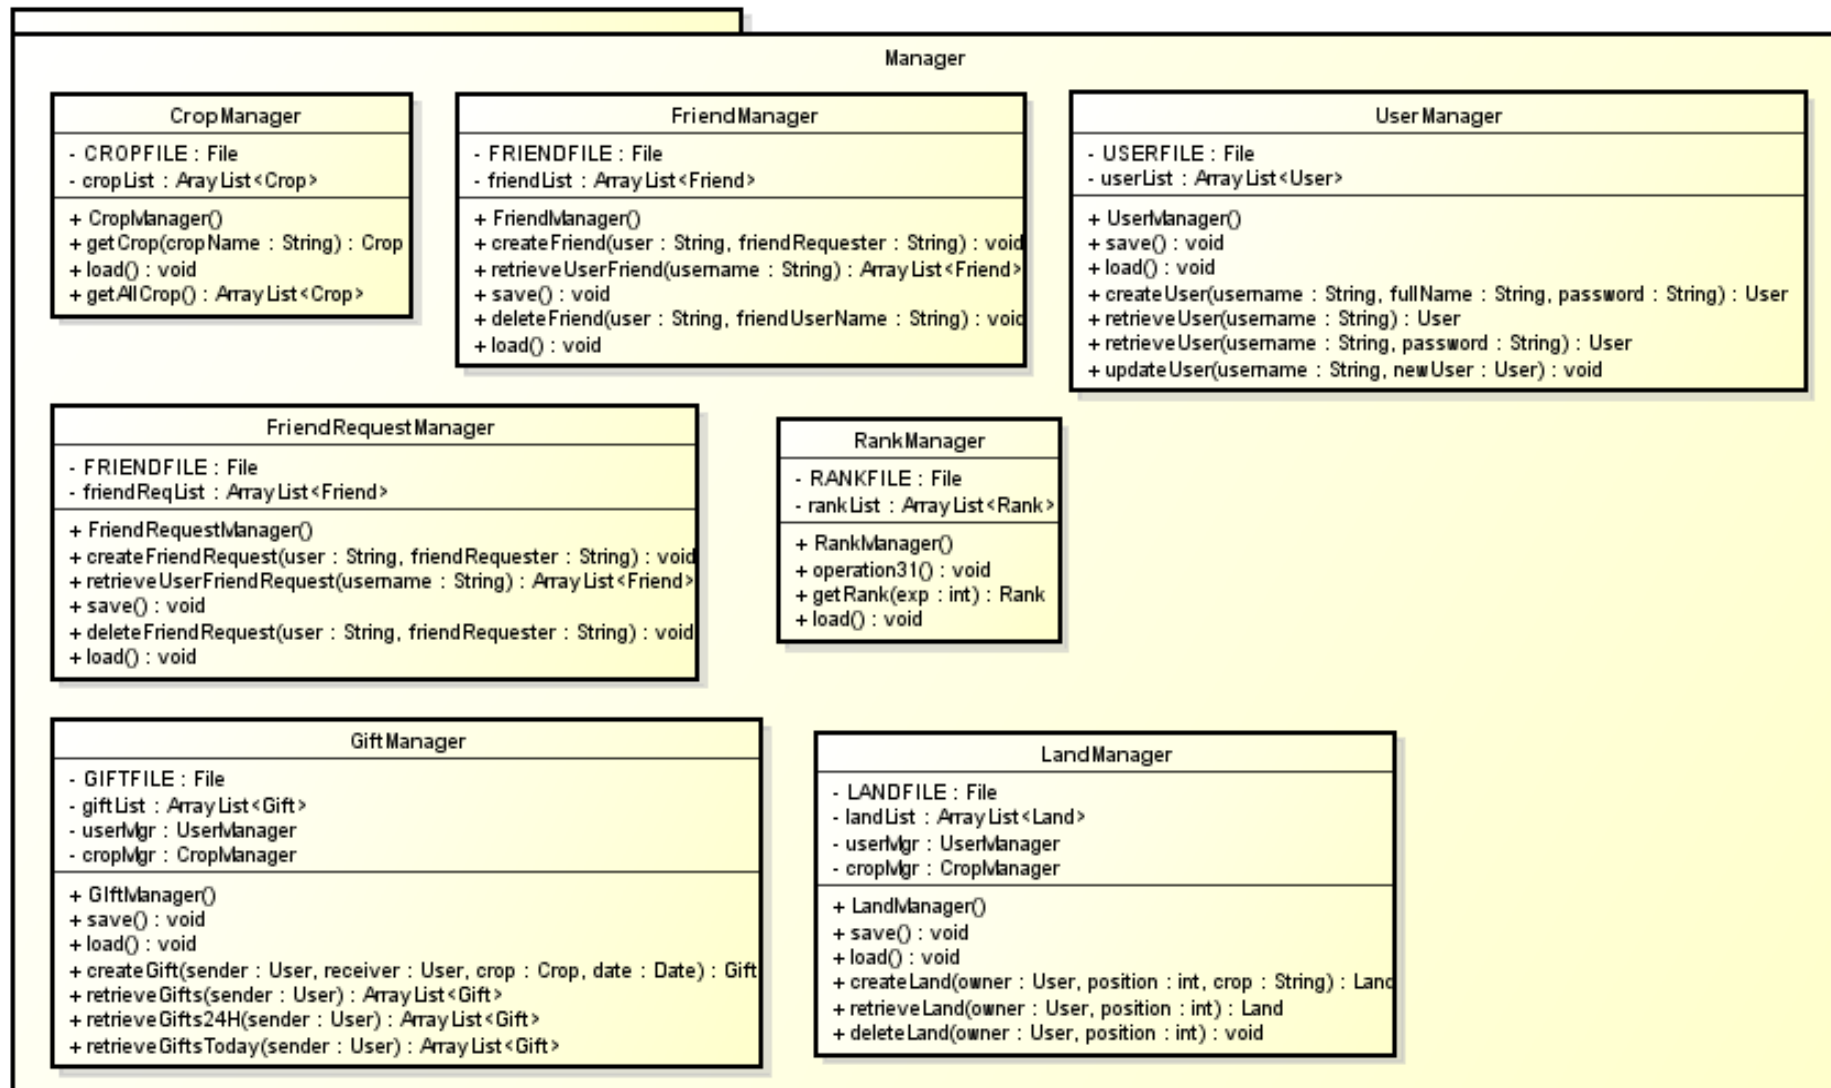 Manager
CropManager
- CROPFILE : File
- cropList : ArayList<Crop>
+ CropManager()
+ getCrop(cropName : String) : Crop
+ load() : void
+ getAllCrop() : ArrayList<Crop>
FriendManager
- FRIENDFILE : File
- friendList : ArrayList<Friend>
+ FriendManager()
+ createFriend(user : String, friendRequester : String) : void
+ retrieveUserFriend(username : String) : ArrayList<Friend>
+ save() : void
+ deleteFriend(user : String, friendUserName : String) : void
+ load() : void
UserManager
- USERFILE : File
- userList : ArrayList<User>
+ UserManager()
+ save() : void
+ load() : void
+ createUser(username : String, fullName : String, password : String) : User
+ retrieveUser(username : String) : User
+ retrieveUser(username : String, password : String) : User
+ updateUser(username : String, newUser : User) : void
FriendRequestManager
- FRIENDFILE : File
- friendReqList : ArrayList<Friend>
+ FriendRequestManager()
+ createFriendRequest(user : String, friendRequester : String) : void
+ retrieveUserFriendRequest(username : String) : ArrayList<Friend>
+ save() : void
+ deleteFriendRequest(user : String, friendRequester : String) : void
+ load() : void
RankManager
- RANKFILE : File
- rankList : ArrayList<Rank>
+ RankManager()
+ operation31() : void
+ getRank(exp : int) : Rank
+ load() : void
GiftManager
- GIFTFILE : File
- giftList : ArrayList<Gift>
- userMgr : UserManager
- cropMgr : CropManager
+ GIftManager()
+ save() : void
+ load() : void
+ createGift(sender : User, receiver : User, crop : Crop, date : Date) : Gift
+ retrieveGifts(sender : User) : ArrayList<Gift>
+ retrieveGifts24H(sender : User) : ArrayList<Gift>
+ retrieveGiftsToday(sender : User) : ArrayList<Gift>
LandManager
- LANDFILE : File
- landList : ArrayList<Land>
- userMgr : UserManager
- cropMgr : CropManager
+ LandManager()
+ save() : void
+ load() : void
+ createLand(owner : User, position : int, crop : String) : Land
+ retrieveLand(owner : User, position : int) : Land
+ deleteLand(owner : User, position : int) : void